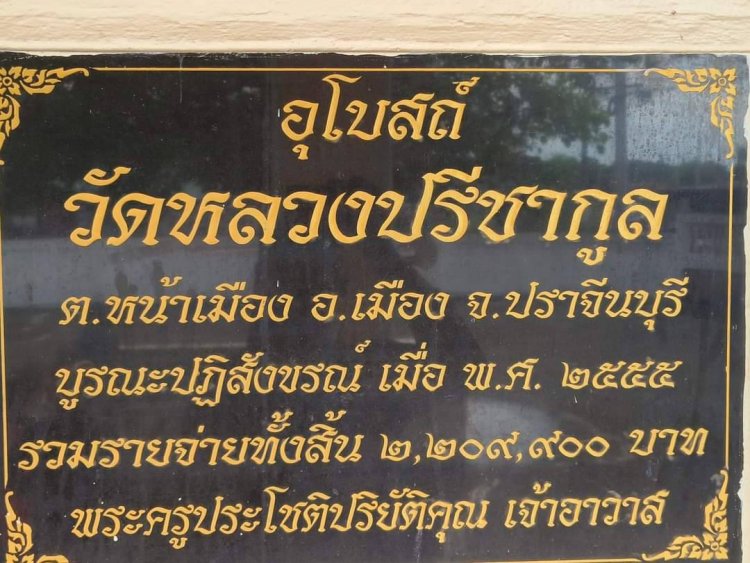 อุโบสถ์
วัดหลวงปรีชากูล
ต.หน้าเมือง อ.เมือง จ.ปราจีนบุรี
บูรณะปฏิสังขรณ์ เมื่อ พ.ศ. ๒๕๕๕
รวมรายจ่ายทั้งสิ้น ๒,๒๐๙,๙๐๐ บาท
พระครูประโชติปริยัติคุณ เจ้าอาวาส